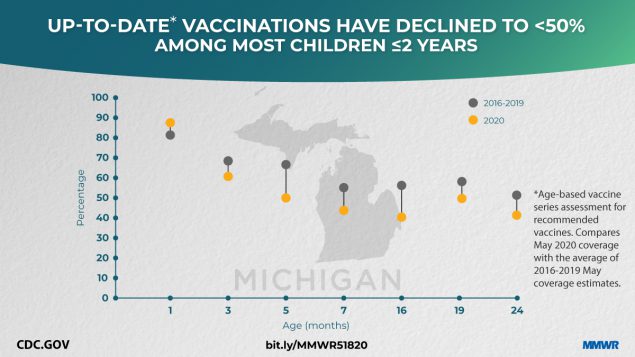 UP-TO-DATE* VACCINATIONS HAVE DECLINED TO <50%
AMONG MOST CHILDREN ≤2 YEARS
100
90
80
70
60
50
40
30
20
10
0
Percentage
2016-2019
2020
MICHIGAN
1 3 5 7 16 19 24
Age (months)
*Age-based vaccine
series assessment for
recommended
vaccines. Compares
May 2020 coverage
with the average of
2016-2019 May
coverage estimates.
CDC.GOV
bit.ly/MMWR51820
MMWR